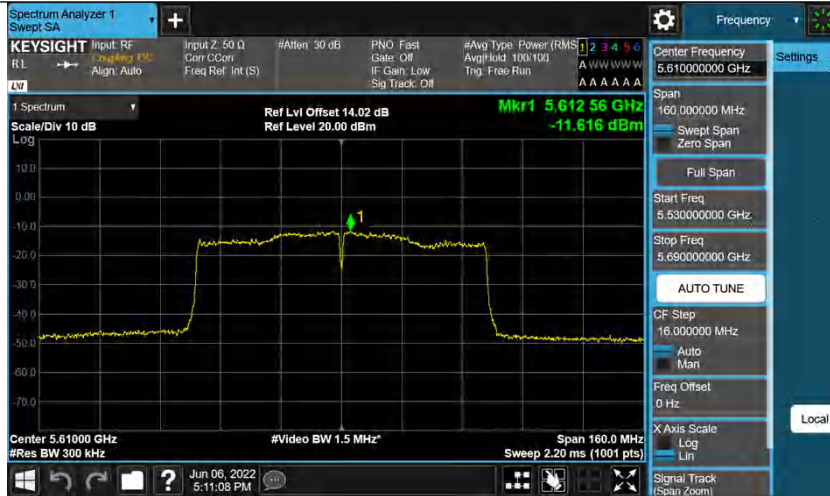 Spectrum Analyzer 1
Swept SA
+
Frequency
KEYSIGHT
RL
Input: RF
Coupling: DC
Align: Auto
Input Z: 50 Ω
Corr CCorr
Freq Ref: Int (S)
#Atten: 30 dB
PNO: Fast
Gate: Off
IF Gain: Low
Sig Track: Off
#Avg Type: Power (RMS
Avg|Hold: 100/100
Trig: Free Run
1 2 3 4 5 6
A W W W W W
A A A A A A
LXI
1 Spectrum
Scale/Div 10 dB
Ref Lvl Offset 14.02 dB
Ref Level 20.00 dBm
Mkr1 5.612 56 GHz
-11.616 dBm
Log
10.0
0.00
-10.0
-20.0
-30.0
-40.0
-50.0
-60.0
-70.0
1
Center 5.61000 GHz
#Res BW 300 kHz
#Video BW 1.5 MHz*
Span 160.0 MHz
Sweep 2.20 ms (1001 pts)
Center Frequency
5.610000000 GHz
Settings
Span
160.000000 MHz
Swept Span
Zero Span
Full Span
Start Freq
5.530000000 GHz
Stop Freq
5.690000000 GHz
AUTO TUNE
CF Step
16.000000 MHz
Auto
Man
Freq Offset
0 Hz
X Axis Scale
Log
Lin
Local
Signal Track
(Span Zoom)
?
Jun 06, 2022
5:11:08 PM